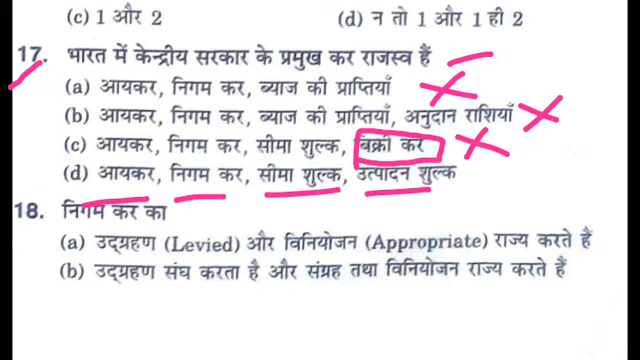 (c) 1 और 2 (d) न तो 1 और 1 ही 2
17. भारत में केन्द्रीय सरकार के प्रमुख कर राजस्व हैं
(a) आयकर, निगम कर, ब्याज की प्राप्तियाँ
(b) आयकर, निगम कर, ब्याज की प्राप्तियाँ, अनुदान राशियाँ
(c) आयकर, निगम कर, सीमा शुल्क, बिक्री कर
(d) आयकर, निगम कर, सीमा शुल्क, उत्पादन शुल्क
18. निगम कर का
(a) उद्ग्रहण (Levied) और विनियोजन (Appropriate) राज्य करते हैं
(b) उद्ग्रहण संघ करता है और संग्रह तथा विनियोजन राज्य करते हैं